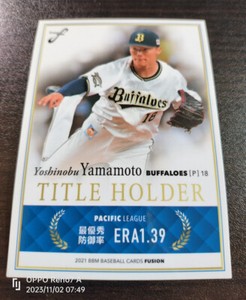 Buffaloes
18
Yoshinobu Yamamoto BUFFALOES [P] 18
TITLE HOLDER
PACIFIC LEAGUE
最優秀
防御率 ERA1.39
2021 BBM BASEBALL CARDS FUSION
OPPO Reno7 A
2023/11/02 07:49